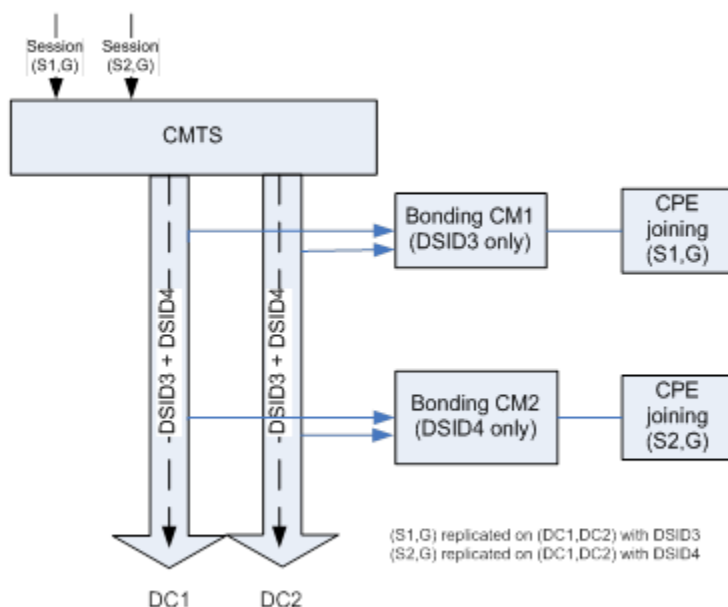 Session
(S1,G)
Session
(S2,G)
CMTS
Bonding CM1
(DSID3 only)
CPE
joining
(S1,G)
DSID3 + DSID4
DSID3 + DSID4
Bonding CM2
(DSID4 only)
CPE
joining
(S2,G)
(S1,G) replicated on (DC1,DC2) with DSID3
(S2,G) replicated on (DC1,DC2) with DSID4
DC1
DC2